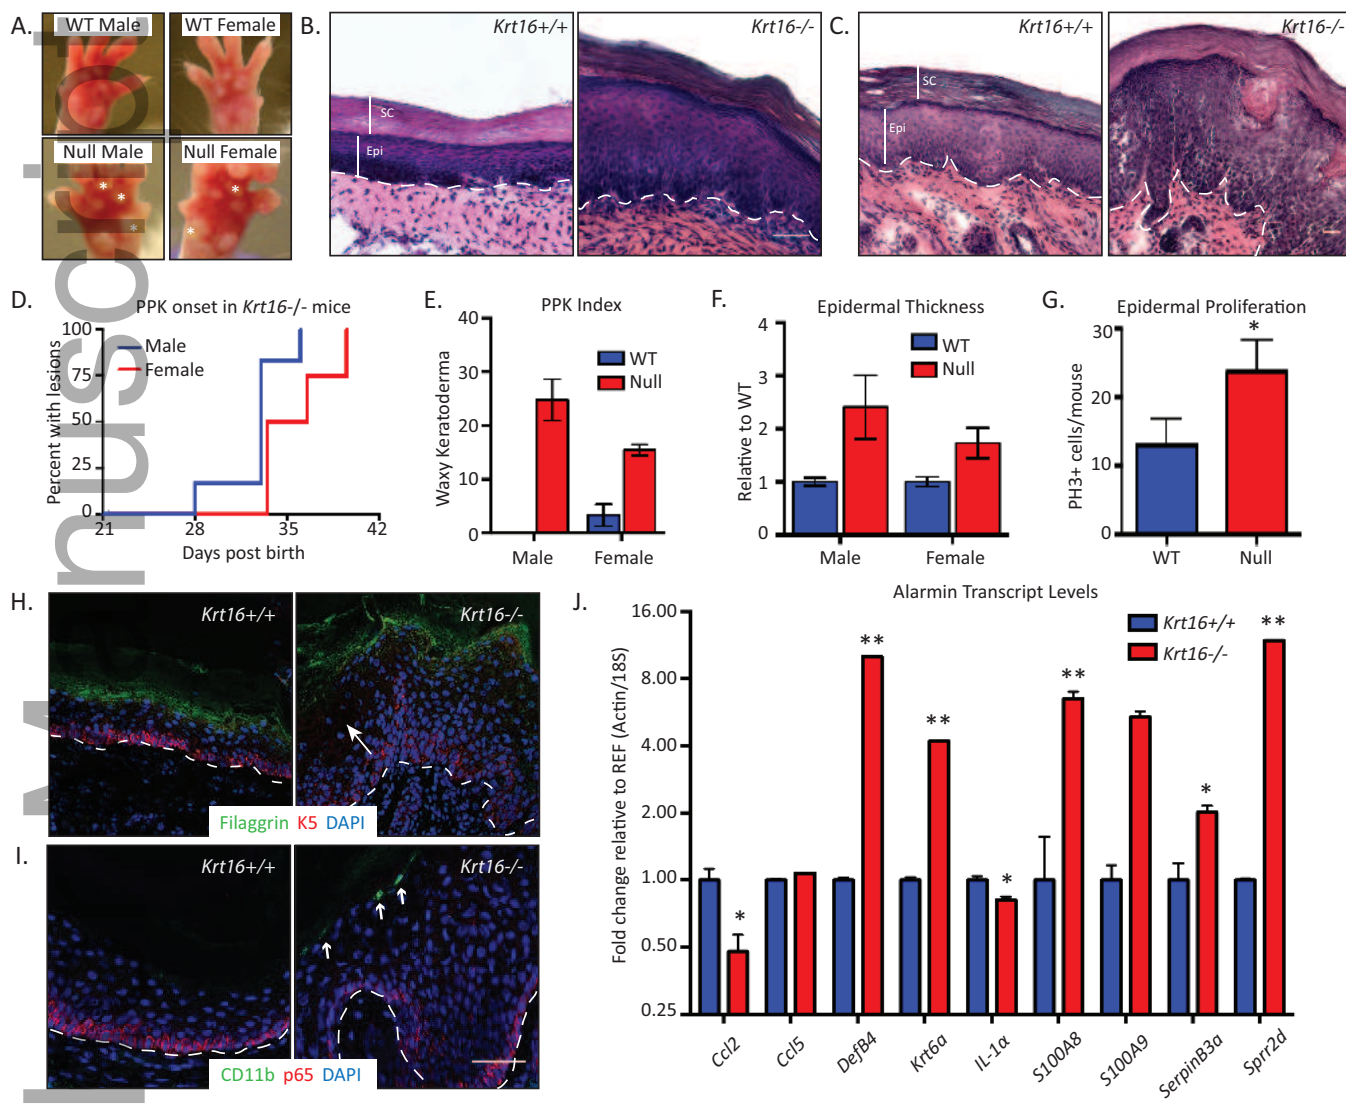 A.
WT Male
WT Female
Null Male
Null Female
* * *
* *
B.
Krt16+/+
Krt16-/-
SC
Epi
C.
Krt16+/+
Krt16-/-
SC
Epi
D.
PPK onset in Krt16-/- mice
Percent with lesions
100
75
50
25
0
Male
Female
21 28 35 42
Days post birth
E.
PPK Index
Waxy Keratoderma
40
30
20
10
0
WT
Null
Male Female
F.
Epidermal Thickness
Relative to WT
4
3
2
1
0
WT
Null
Male Female
G.
Epidermal Proliferation
PH3+ cells/mouse
30
20
10
0
*
WT Null
H.
Krt16+/+
Krt16-/-
Filaggrin K5 DAPI
I.
Krt16+/+
Krt16-/-
CD11b p65 DAPI
J.
Alarmin Transcript Levels
Fold change relative to REF (Actin/18S)
16.00
8.00
4.00
2.00
1.00
0.50
0.25
Krt16+/+
Krt16-/-
* ** ** * ** * **
Ccl2 Ccl5 DefB4 Krt6a IL-1α S100A8 S100A9 SerpinB3a Sprr2d